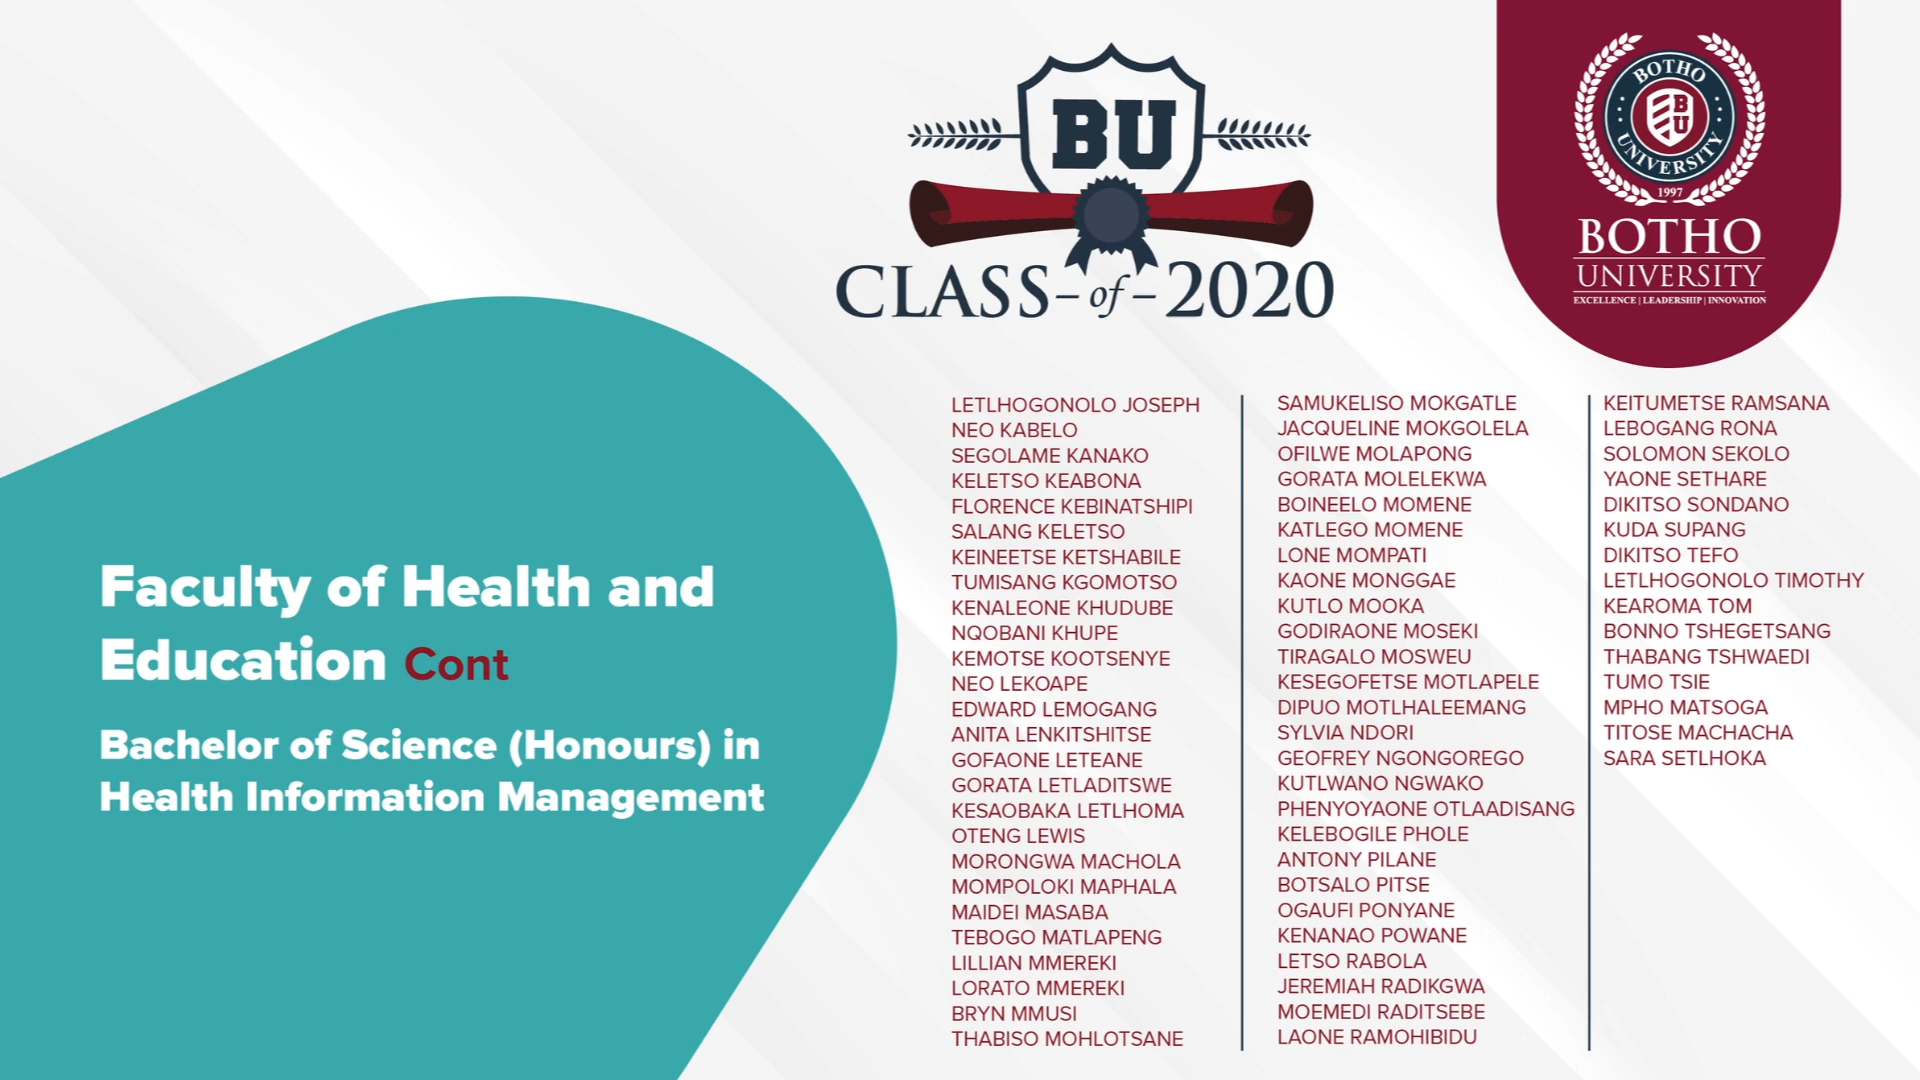 BU
CLASS-of-2020
BOTHO
UNIVERSITY
BU
1997
BOTHO
UNIVERSITY
EXCELLENCE | LEADERSHIP | INNOVATION
Faculty of Health and
Education Cont
Bachelor of Science (Honours) in
Health Information Management
LETLHOGONOLO JOSEPH
NEO KABELO
SEGOLAME KANAKO
KELETSO KEABONA
FLORENCE KEBINATSHIPI
SALANG KELETSO
KEINEETSE KETSHABILE
TUMISANG KGOMOTSO
KENALEONE KHUDUBE
NQOBANI KHUPE
KEMOTSE KOOTSENYE
NEO LEKOAPE
EDWARD LEMOGANG
ANITA LENKITSHITSE
GOFAONE LETEANE
GORATA LETLADITSWE
KESAOBAKA LETLHOMA
OTENG LEWIS
MORONGWA MACHOLA
MOMPOLOKI MAPHALA
MAIDEI MASABA
TEBOGO MATLAPENG
LILLIAN MMEREKI
LORATO MMEREKI
BRYN MMUSI
THABISO MOHLOTSANE
SAMUKELISO MOKGATLE
JACQUELINE MOKGOLELA
OFILWE MOLAPONG
GORATA MOLELEKWA
BOINEELO MOMENE
KATLEGO MOMENE
LONE MOMPATI
KAONE MONGGAE
KUTLO MOOKA
GODIRAONE MOSEKI
TIRAGALO MOSWEU
KESEGOFETSE MOTLAPELE
DIPUO MOTLHALEEMANG
SYLVIA NDORI
GEOFREY NGONGOREGO
KUTLWANO NGWAKO
PHENYOYAONE OTLAADISANG
KELEBOGILE PHOLE
ANTONY PILANE
BOTSALO PITSE
OGAUFI PONYANE
KENANAO POWANE
LETSO RABOLA
JEREMIAH RADIKGWA
MOEMEDI RADITSEBE
LAONE RAMOHIBIDU
KEITUMETSE RAMSANA
LEBOGANG RONA
SOLOMON SEKOLO
YAONE SETHARE
DIKITSO SONDANO
KUDA SUPANG
DIKITSO TEFO
LETLHOGONOLO TIMOTHY
KEAROMA TOM
BONNO TSHEGETSANG
THABANG TSHWAEDI
TUMO TSIE
MPHO MATSOGA
TITOSE MACHACHA
SARA SETLHOKA